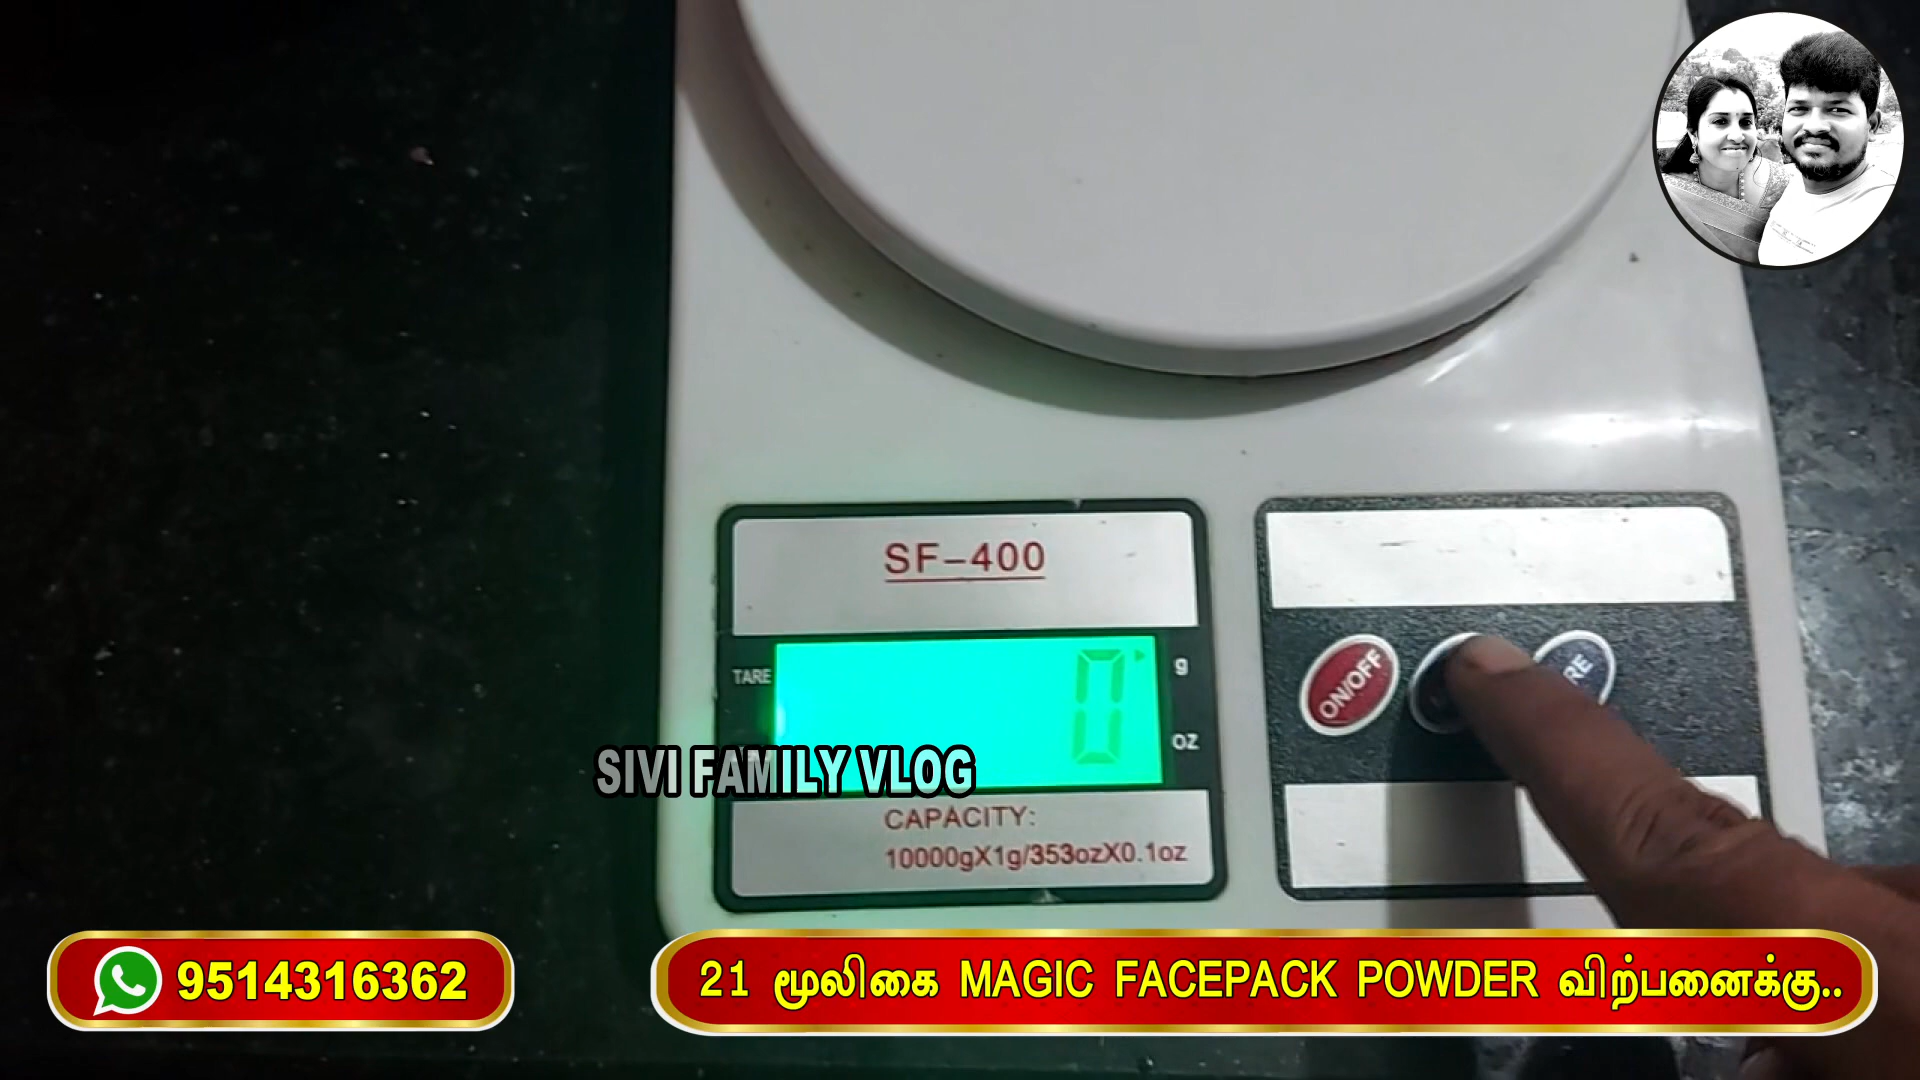 SF-400
TARE
g
0
oz
SIVI FAMILY VLOG
CAPACITY:
10000gX1g/353ozX0.1oz
ON/OFF
9514316362
21 மூலிகை MAGIC FACEPACK POWDER விற்பனைக்கு..